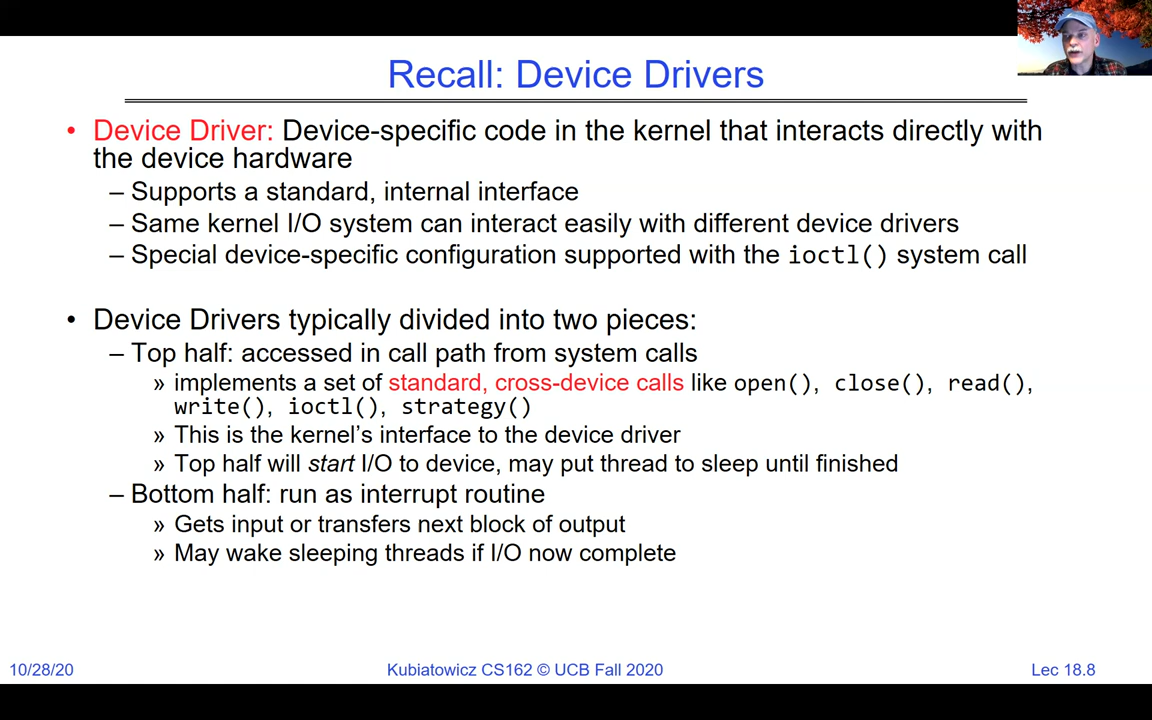 Recall: Device Drivers
• Device Driver: Device-specific code in the kernel that interacts directly with
the device hardware
– Supports a standard, internal interface
– Same kernel I/O system can interact easily with different device drivers
– Special device-specific configuration supported with the ioctl() system call
• Device Drivers typically divided into two pieces:
– Top half: accessed in call path from system calls
» implements a set of standard, cross-device calls like open(), close(), read(),
write(), ioctl(), strategy()
» This is the kernel’s interface to the device driver
» Top half will start I/O to device, may put thread to sleep until finished
– Bottom half: run as interrupt routine
» Gets input or transfers next block of output
» May wake sleeping threads if I/O now complete
10/28/20 Kubiatowicz CS162 © UCB Fall 2020 Lec 18.8